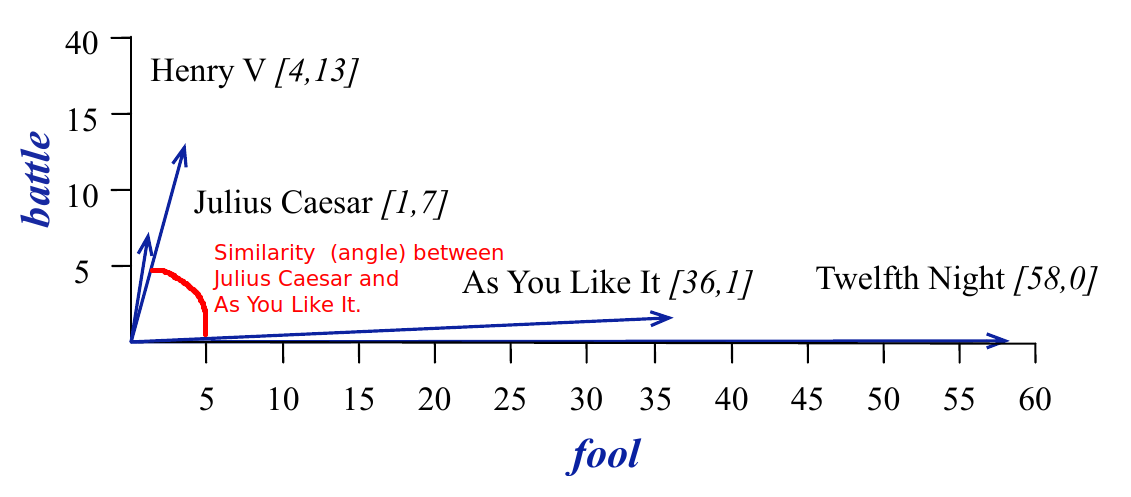 40
Henry V [4,13]
15
battle
10
Julius Caesar [1,7]
Similarity (angle) between
Julius Caesar and
As You Like It.
5
As You Like It [36,1]
Twelfth Night [58,0]
5 10 15 20 25 30 35 40 45 50 55 60
fool